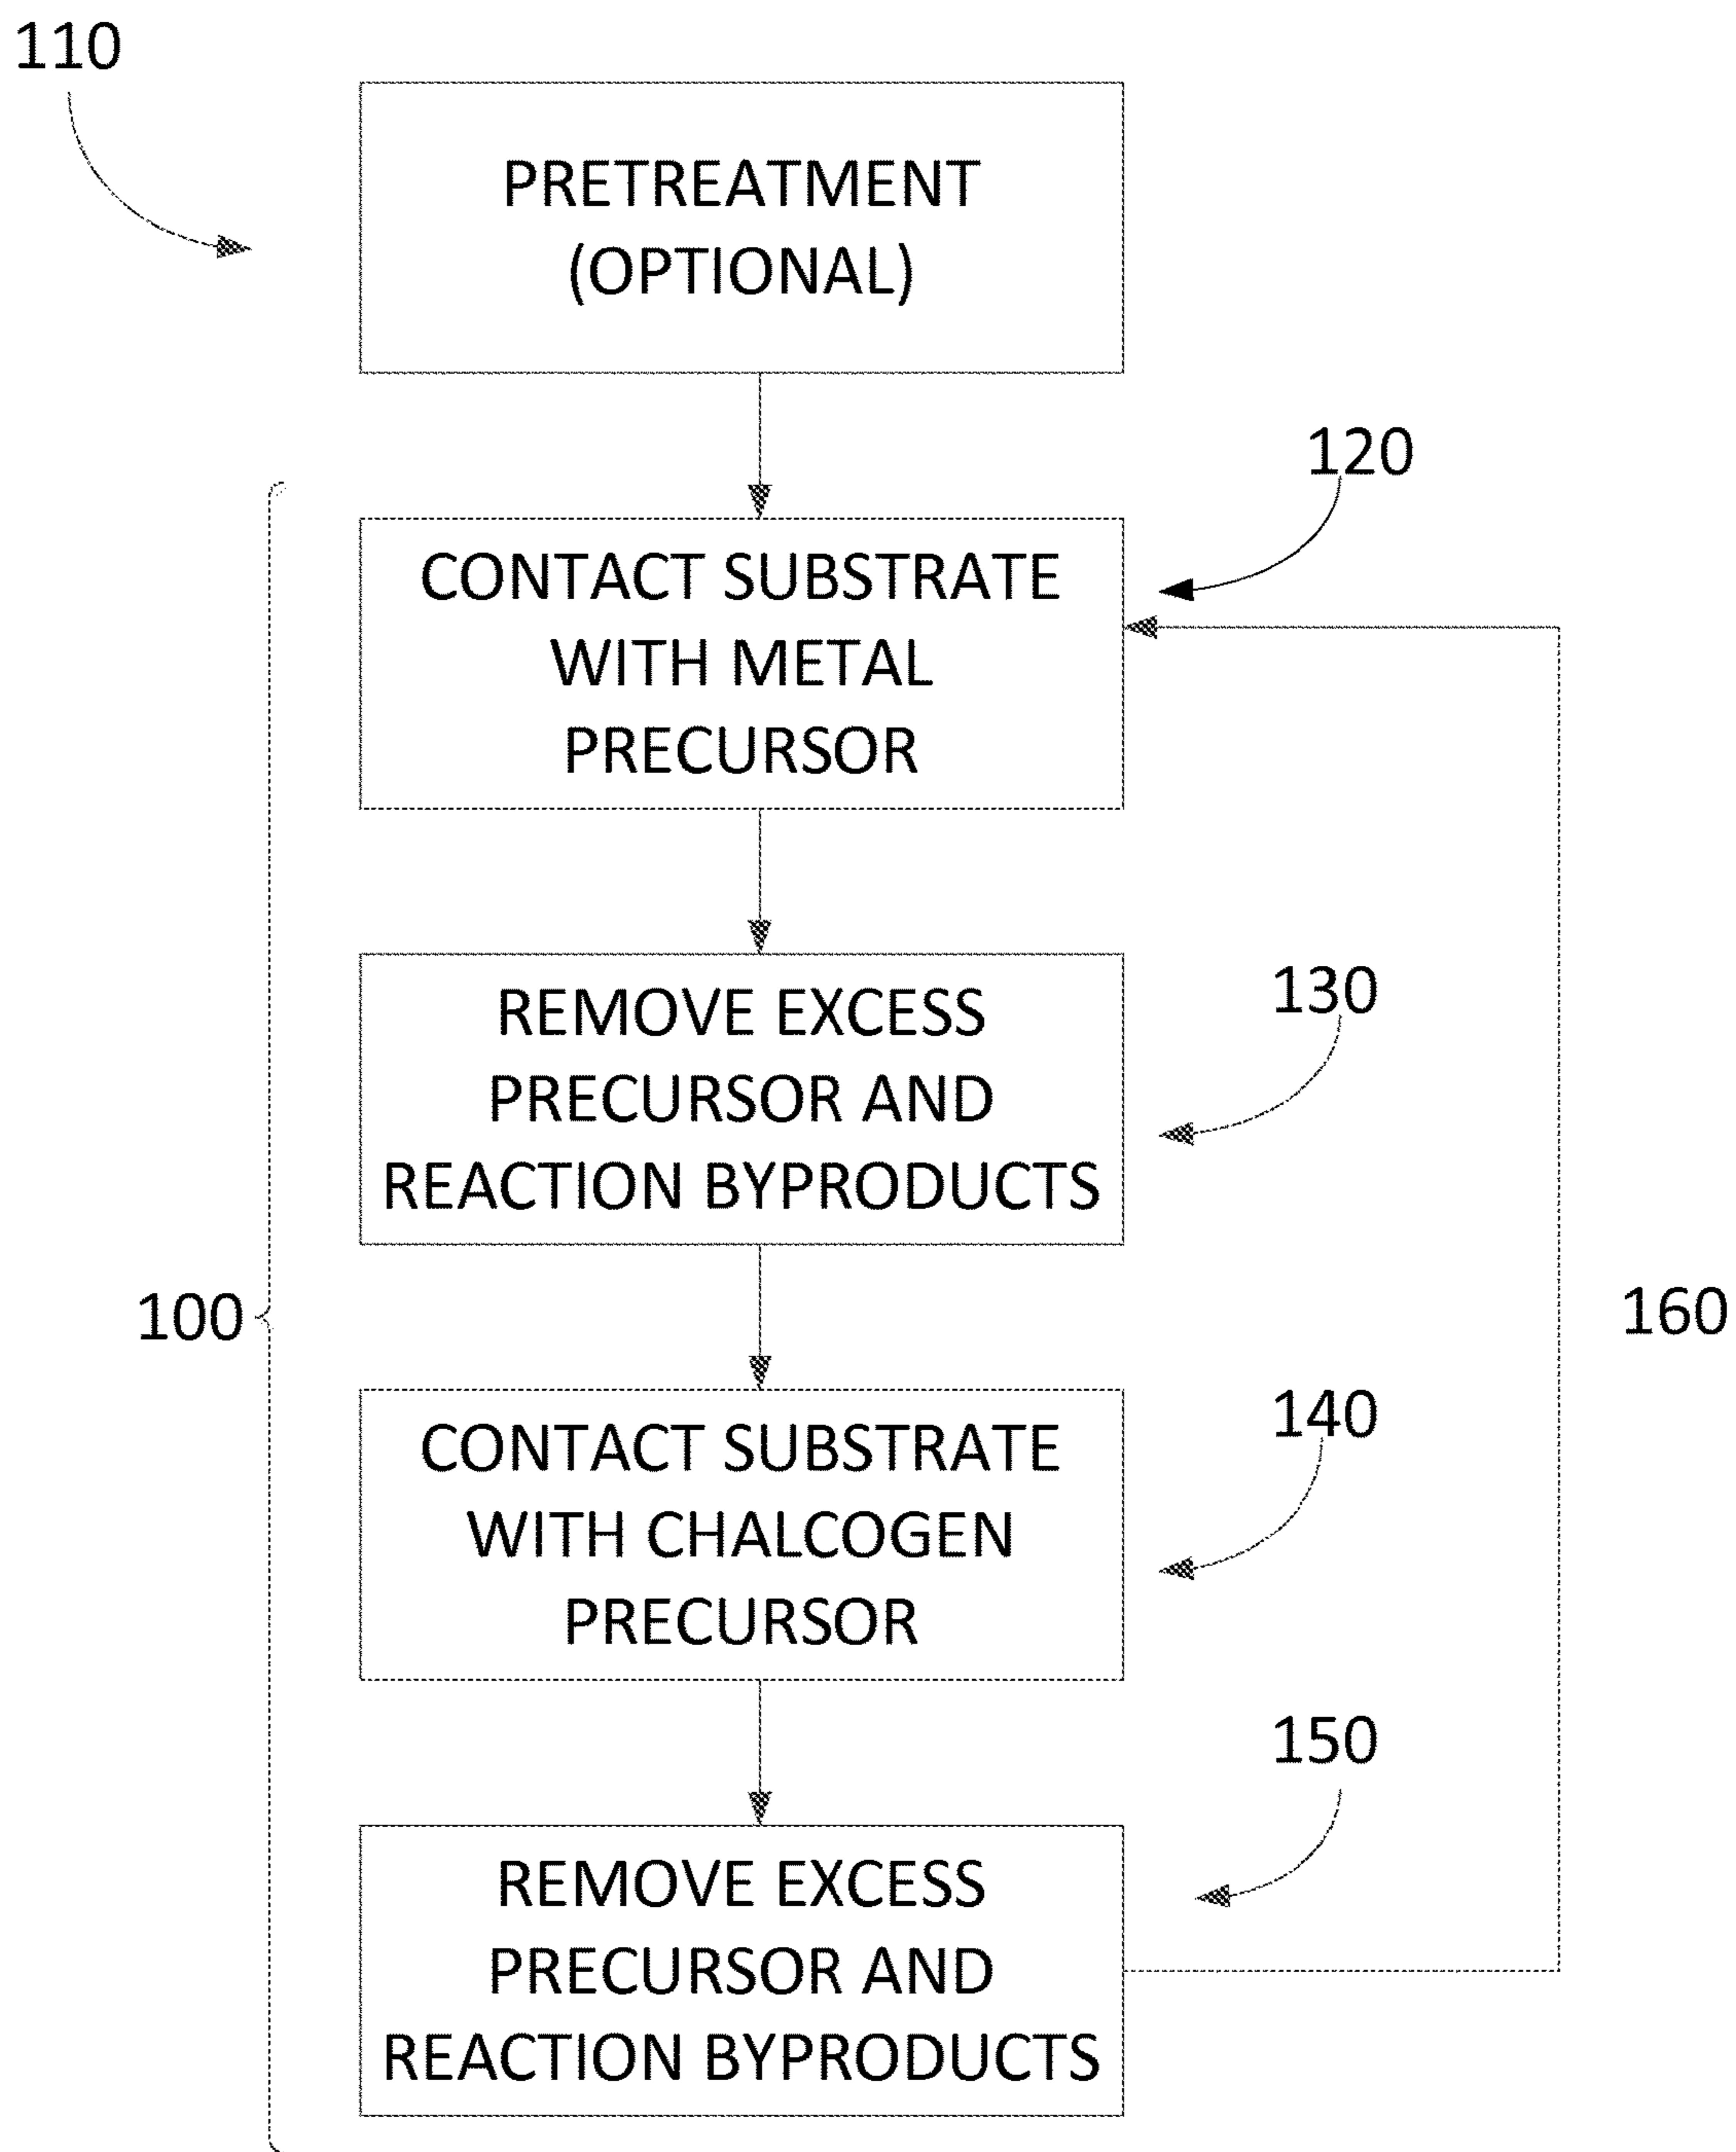 110
PRETREATMENT
(OPTIONAL)
120
CONTACT SUBSTRATE
WITH METAL
PRECURSOR
130
REMOVE EXCESS
PRECURSOR AND
REACTION BYPRODUCTS
100
160
140
CONTACT SUBSTRATE
WITH CHALCOGEN
PRECURSOR
150
REMOVE EXCESS
PRECURSOR AND
REACTION BYPRODUCTS